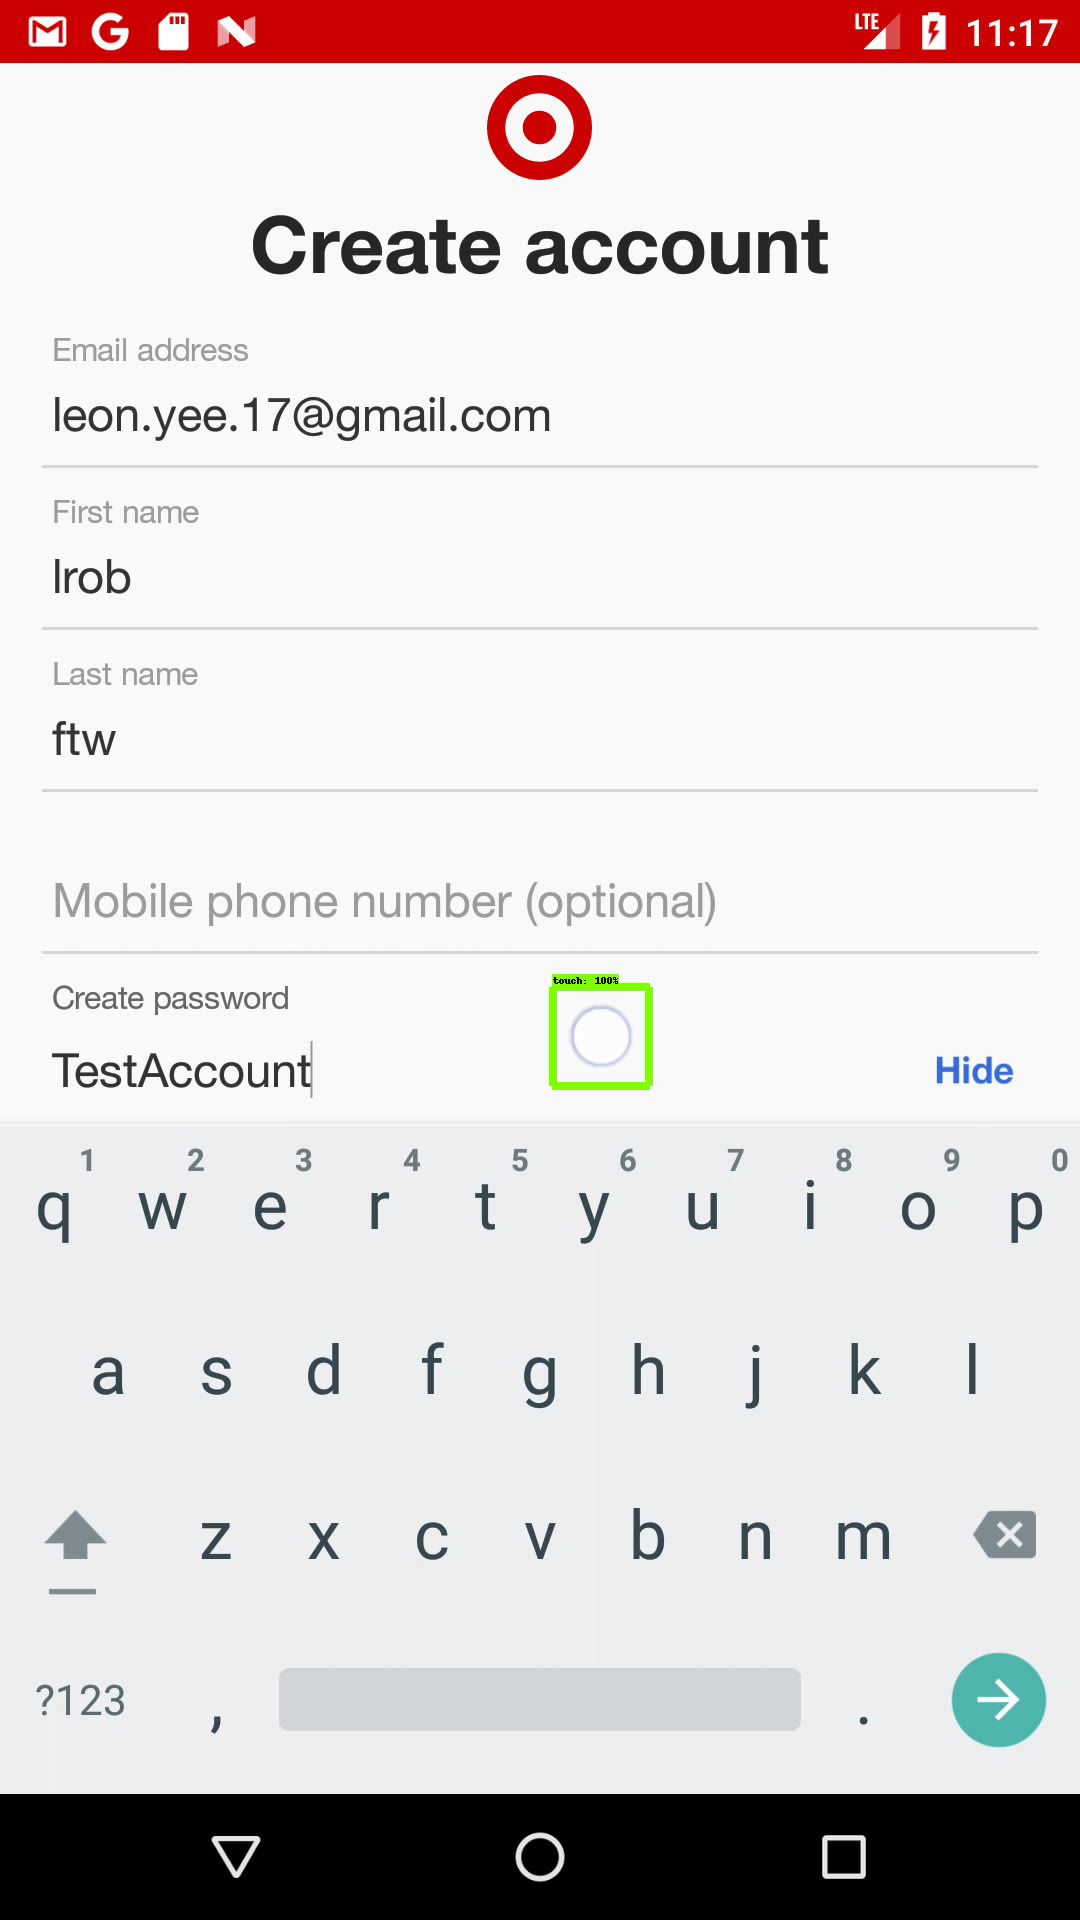 LTE 11:17
Create account
Email address
leon.yee.17@gmail.com
First name
lrob
Last name
ftw
Mobile phone number (optional)
touch: 100%
Create password
TestAccount
Hide
1 2 3 4 5 6 7 8 9 0
q w e r t y u i o p
a s d f g h j k l
z x c v b n m
?123 , .